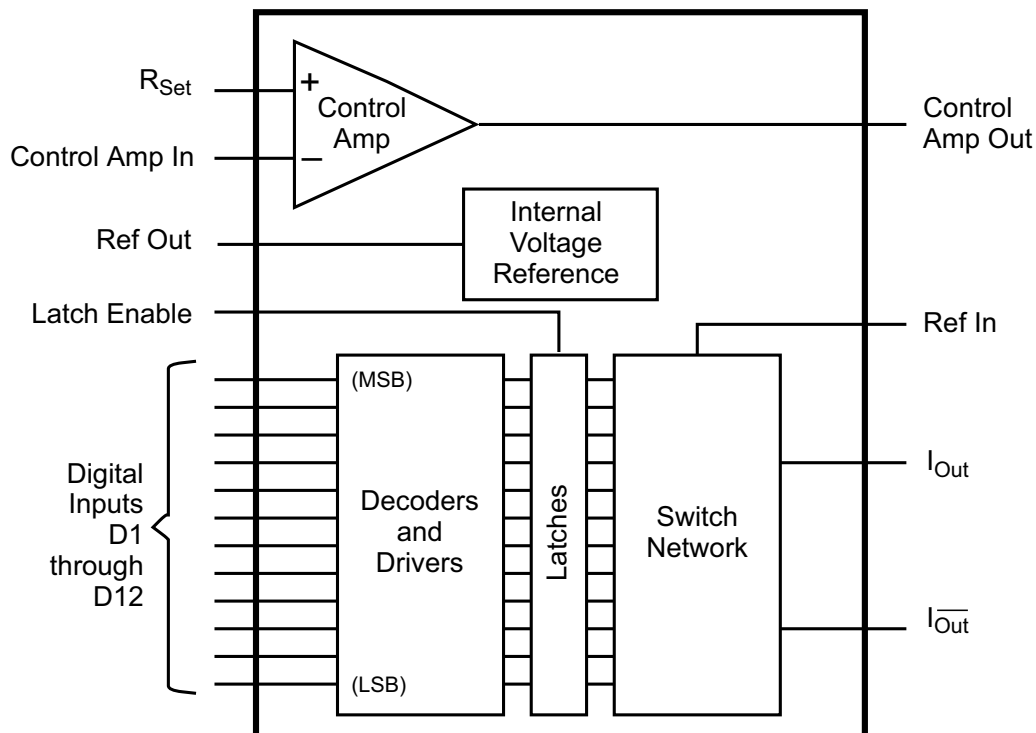 R_Set
+
Control
Amp
Control
Amp Out
Control Amp In
−
Ref Out
Internal
Voltage
Reference
Latch Enable
Ref In
(MSB)
Digital
Inputs
D1
through
D12
Decoders
and
Drivers
Latches
Switch
Network
I_Out
I_O̅u̅t̅
(LSB)